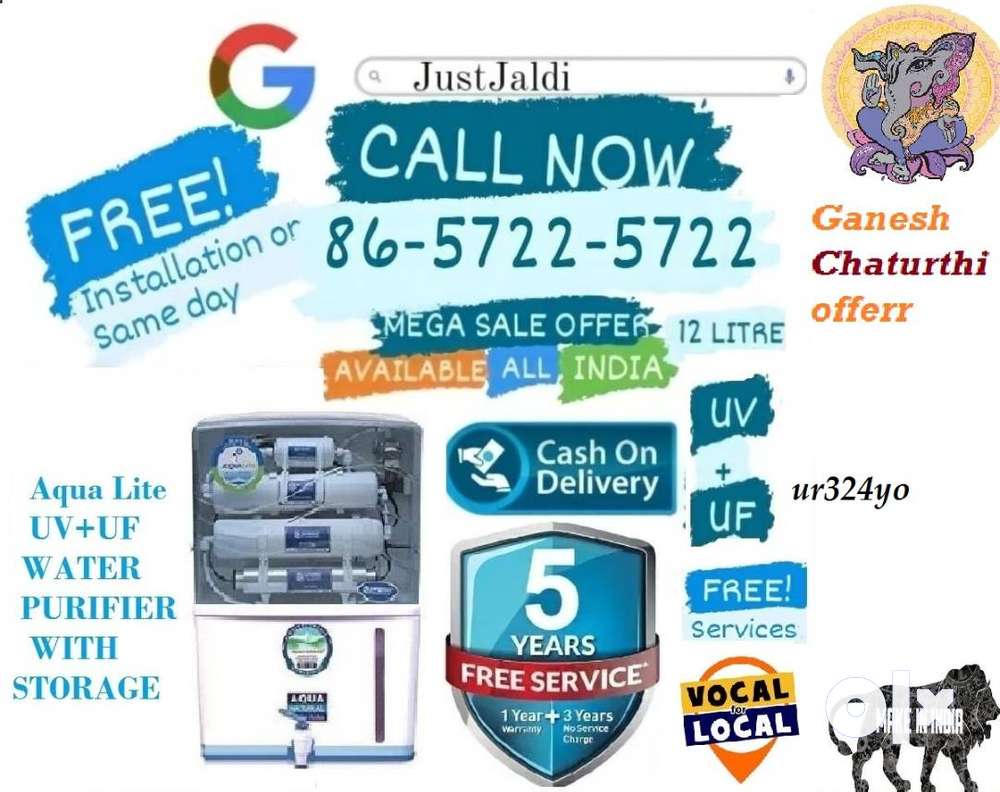 G
JustJaldi
CALL NOW
86-5722-5722
FREE!
Installation or
Same day
Ganesh
Chaturthi
offerr
MEGA SALE OFFER
12 LITRE
AVAILABLE ALL INDIA
UV
+
UF
Cash On
Delivery
ur324yo
Aqua Lite
UV+UF
WATER
PURIFIER
WITH
STORAGE
5
YEARS
FREE SERVICE*
1 Year + 3 Years
Warranty No Service
Charge
FREE!
Services
VOCAL
for
LOCAL
olx
MAKE IN INDIA
AQUA